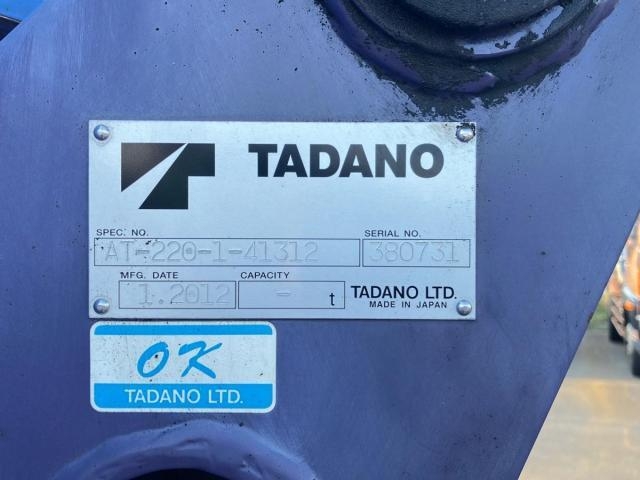 TADANO
SPEC. NO. SERIAL NO.
AT-220-1-41312 380731
MFG. DATE CAPACITY
1.2012 - t TADANO LTD.
MADE IN JAPAN
OK
TADANO LTD.